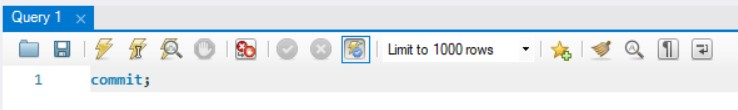 Query 1
Limit to 1000 rows
1 commit;